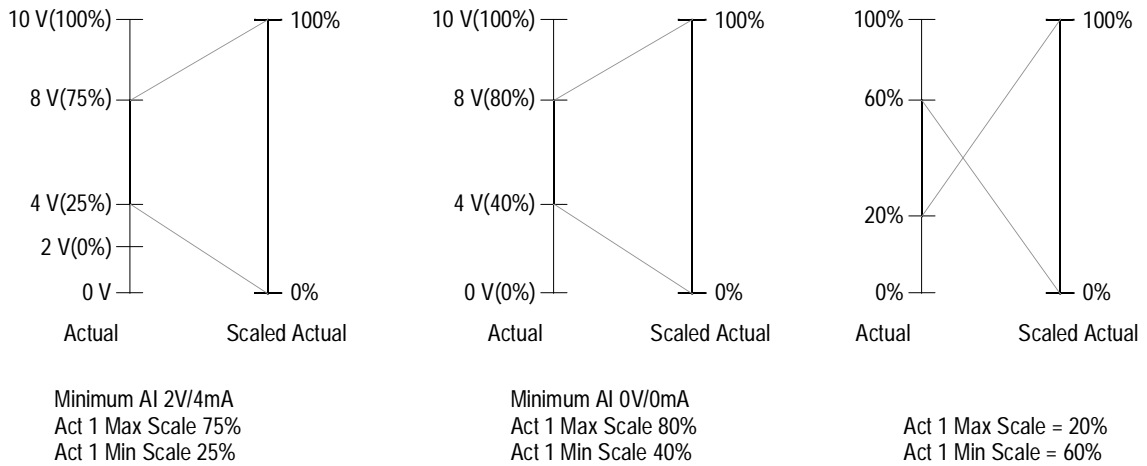 10 V(100%)
100%
8 V(75%)
4 V(25%)
2 V(0%)
0 V
0%
Actual
Scaled Actual
Minimum AI 2V/4mA
Act 1 Max Scale 75%
Act 1 Min Scale 25%
10 V(100%)
100%
8 V(80%)
4 V(40%)
0 V(0%)
0%
Actual
Scaled Actual
Minimum AI 0V/0mA
Act 1 Max Scale 80%
Act 1 Min Scale 40%
100%
100%
60%
20%
0%
0%
Actual
Scaled Actual
Act 1 Max Scale = 20%
Act 1 Min Scale = 60%